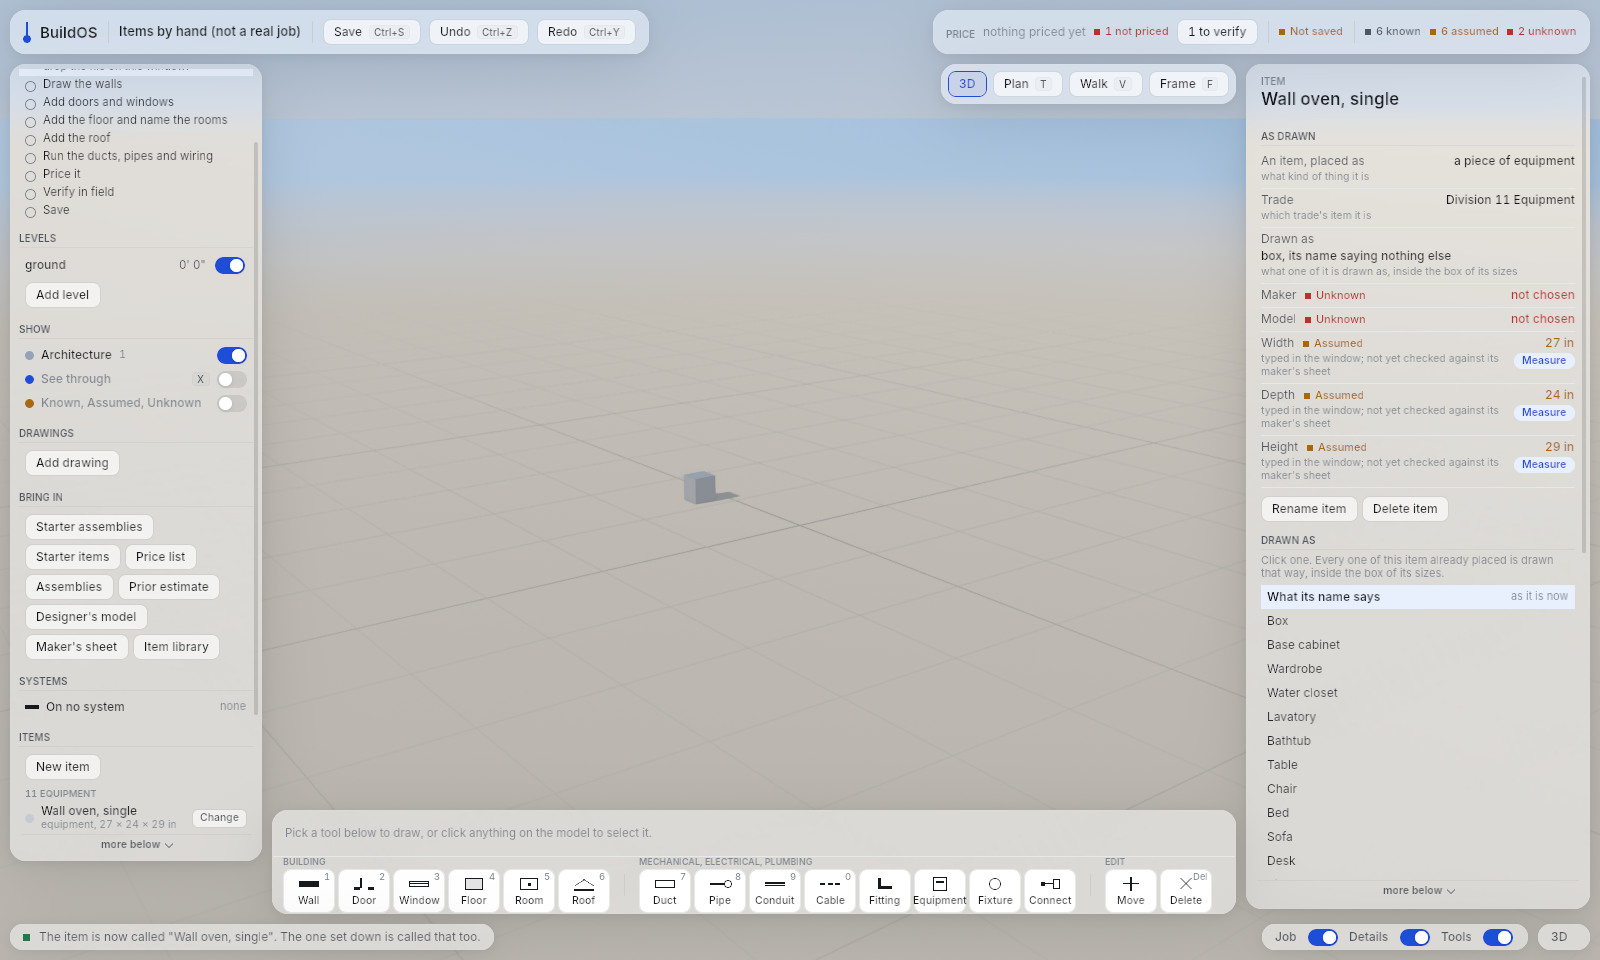 BuildOS
Items by hand (not a real job)
Save Ctrl+S
Undo Ctrl+Z
Redo Ctrl+Y
PRICE nothing priced yet 1 not priced 1 to verify Not saved 6 known 6 assumed 2 unknown
3D
Plan T
Walk V
Frame F
Draw the walls
Add doors and windows
Add the floor and name the rooms
Add the roof
Run the ducts, pipes and wiring
Price it
Verify in field
Save
LEVELS
ground 0' 0"
Add level
SHOW
Architecture 1
See through X
Known, Assumed, Unknown
DRAWINGS
Add drawing
BRING IN
Starter assemblies
Starter items Price list
Assemblies Prior estimate
Designer's model
Maker's sheet Item library
SYSTEMS
On no system none
ITEMS
New item
11 EQUIPMENT
Wall oven, single
equipment, 27 × 24 × 29 in
Change
more below
ITEM
Wall oven, single
AS DRAWN
An item, placed as a piece of equipment
what kind of thing it is
Trade Division 11 Equipment
which trade's item it is
Drawn as
box, its name saying nothing else
what one of it is drawn as, inside the box of its sizes
Maker Unknown not chosen
Model Unknown not chosen
Width Assumed 27 in
typed in the window; not yet checked against its
maker's sheet
Measure
Depth Assumed 24 in
typed in the window; not yet checked against its
maker's sheet
Measure
Height Assumed 29 in
typed in the window; not yet checked against its
maker's sheet
Measure
Rename item Delete item
DRAWN AS
Click one. Every one of this item already placed is drawn
that way, inside the box of its sizes.
What its name says as it is now
Box
Base cabinet
Wardrobe
Water closet
Lavatory
Bathtub
Table
Chair
Bed
Sofa
Desk
more below
Pick a tool below to draw, or click anything on the model to select it.
BUILDING
1 Wall
2 Door
3 Window
4 Floor
5 Room
6 Roof
MECHANICAL, ELECTRICAL, PLUMBING
7 Duct
8 Pipe
9 Conduit
0 Cable
Fitting
Equipment
Fixture
Connect
EDIT
Move
Del Delete
The item is now called "Wall oven, single". The one set down is called that too.
Job Details Tools 3D